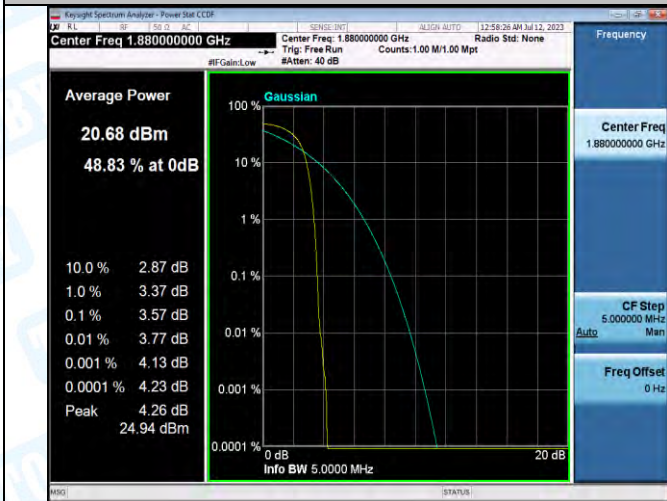 Keysight Spectrum Analyzer - Power Stat CCDF
RL RF 50 Ω AC SENSE:INT ALIGN AUTO 12:58:26 AM Jul 12, 2023
Center Freq 1.880000000 GHz
Center Freq: 1.880000000 GHz Radio Std: None
Trig: Free Run Counts:1.00 M/1.00 Mpt
#IFGain:Low #Atten: 40 dB
Frequency
Average Power
20.68 dBm
48.83 % at 0dB
10.0 % 2.87 dB
1.0 % 3.37 dB
0.1 % 3.57 dB
0.01 % 3.77 dB
0.001 % 4.13 dB
0.0001 % 4.23 dB
Peak 4.26 dB
24.94 dBm
Gaussian
100 %
10 %
1 %
0.1 %
0.01 %
0.001 %
0.0001 %
0 dB 20 dB
Info BW 5.0000 MHz
Center Freq
1.880000000 GHz
CF Step
5.000000 MHz
Auto Man
Freq Offset
0 Hz
MSG STATUS